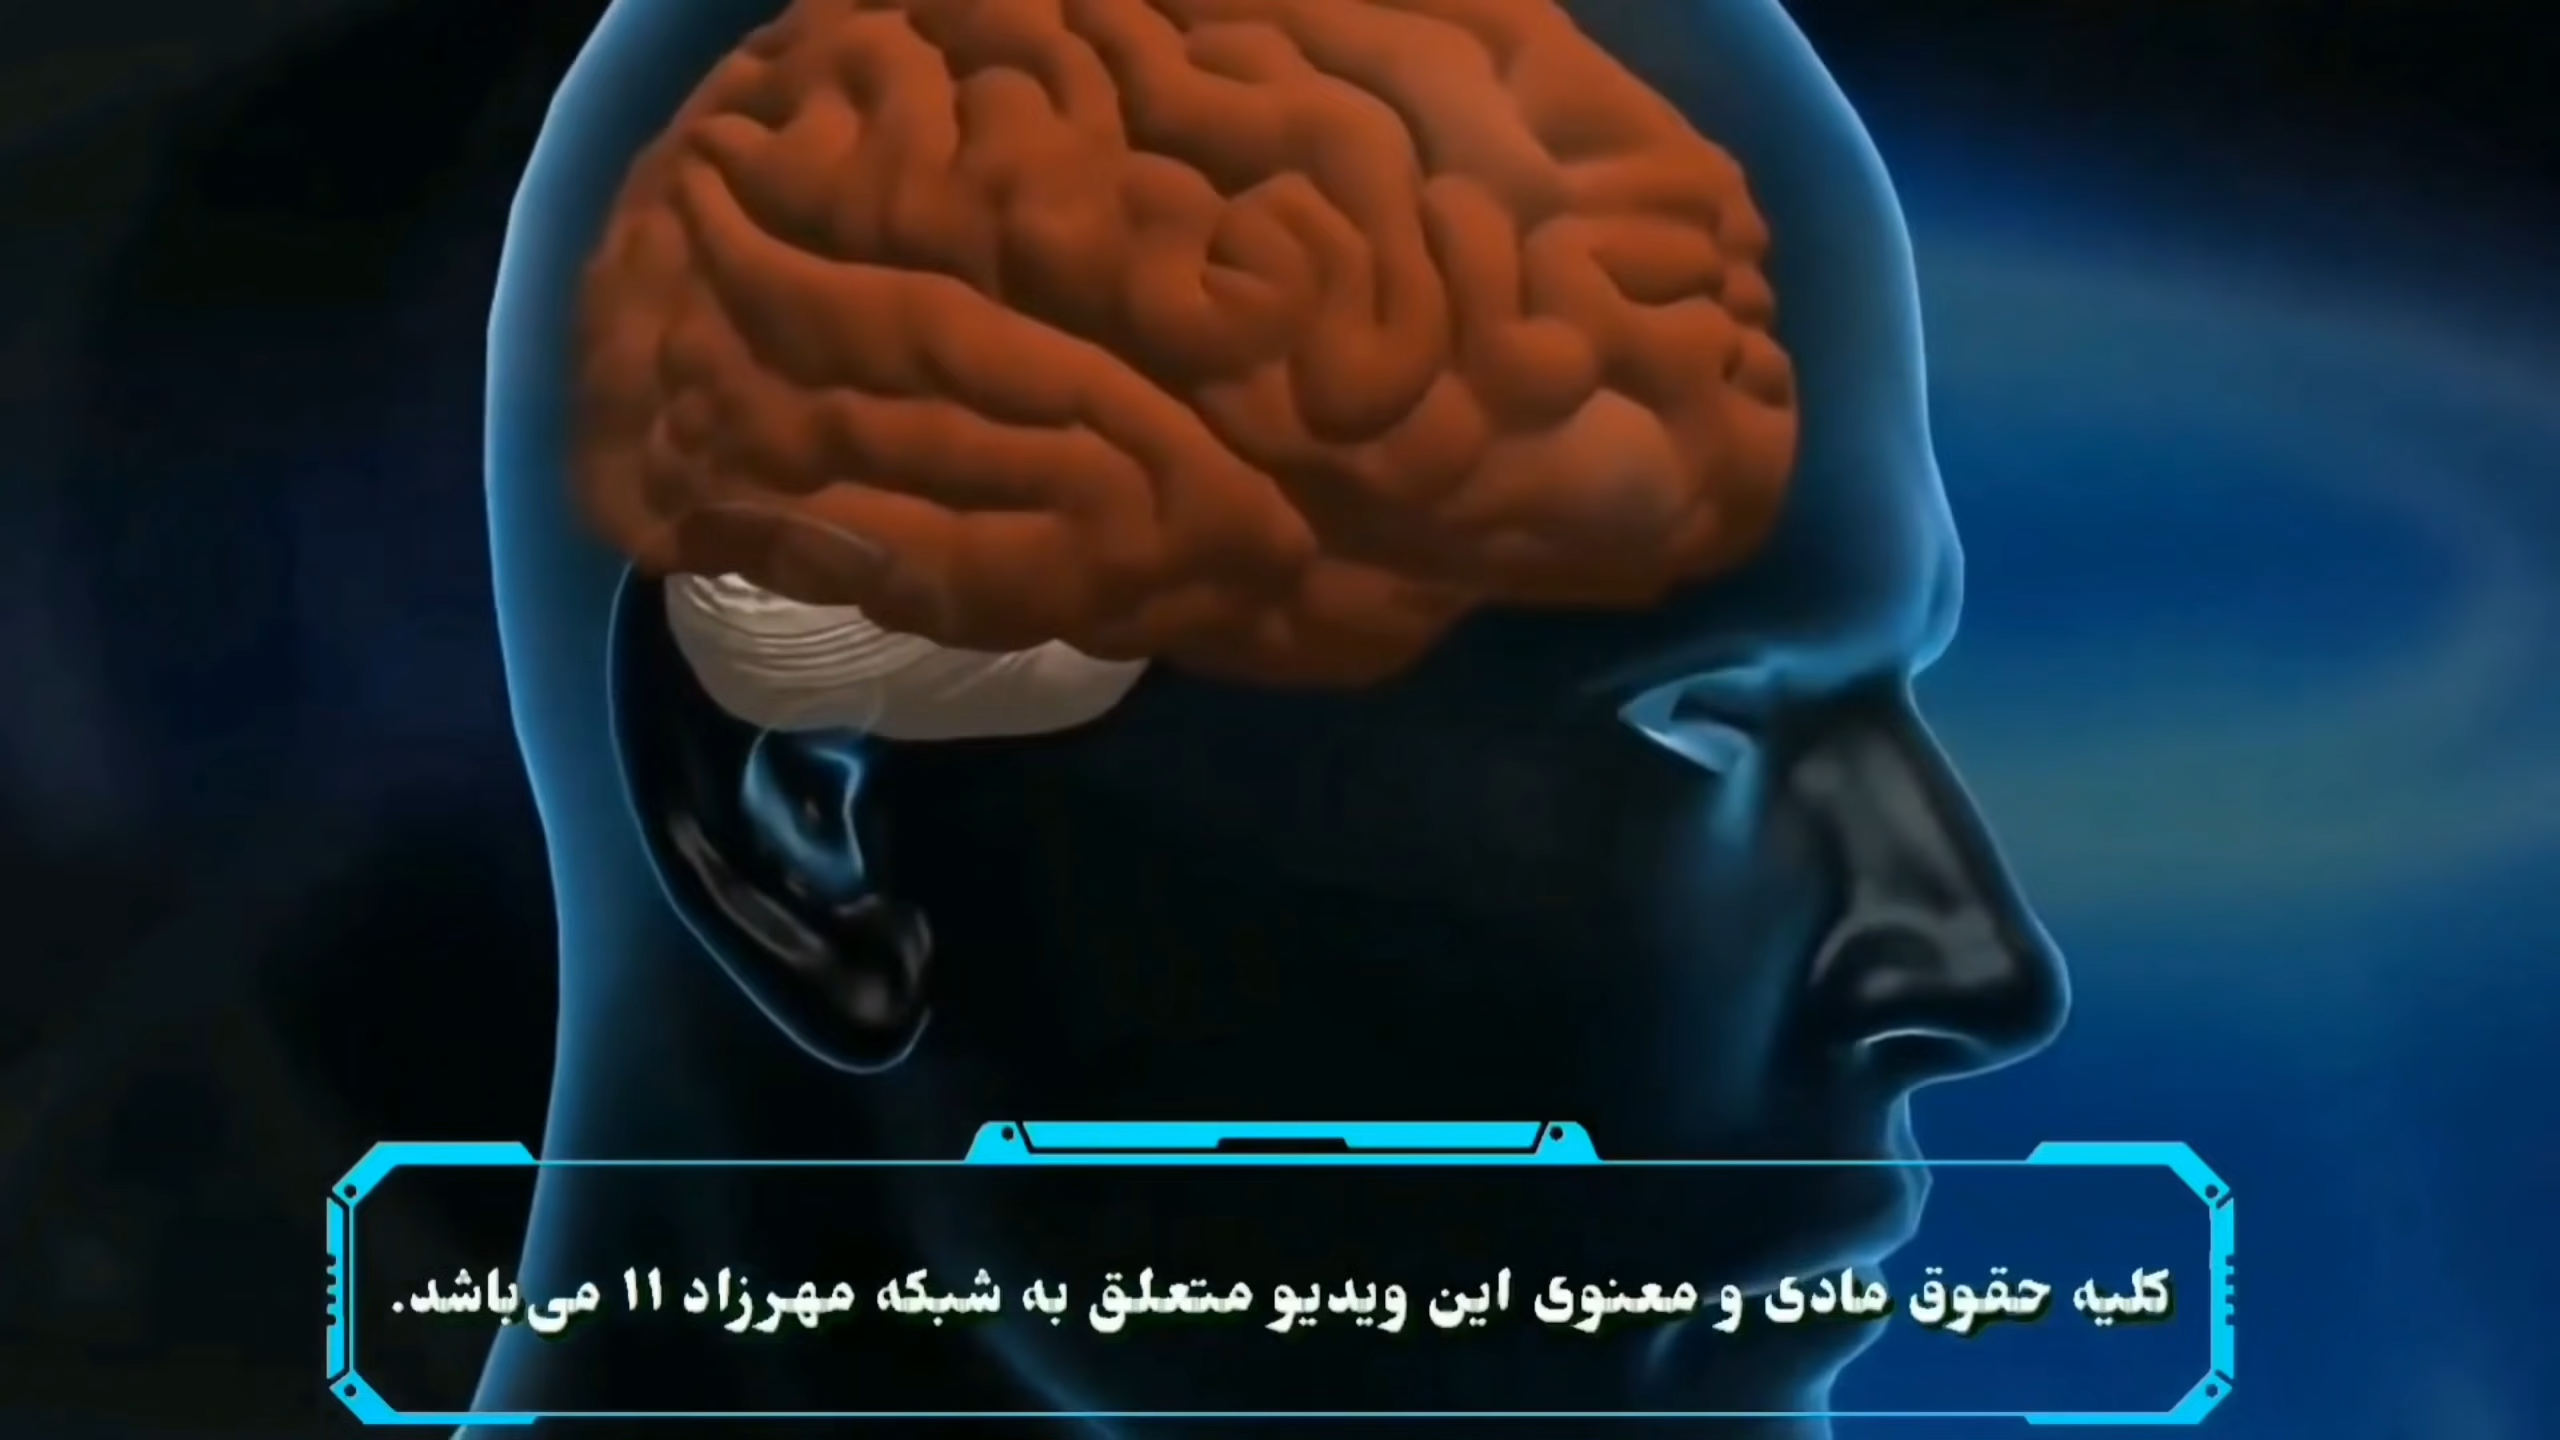 کلیه حقوق مادی و معنوی این ویدیو متعلق به شبکه مهرزاد ۱۱ می‌باشد.